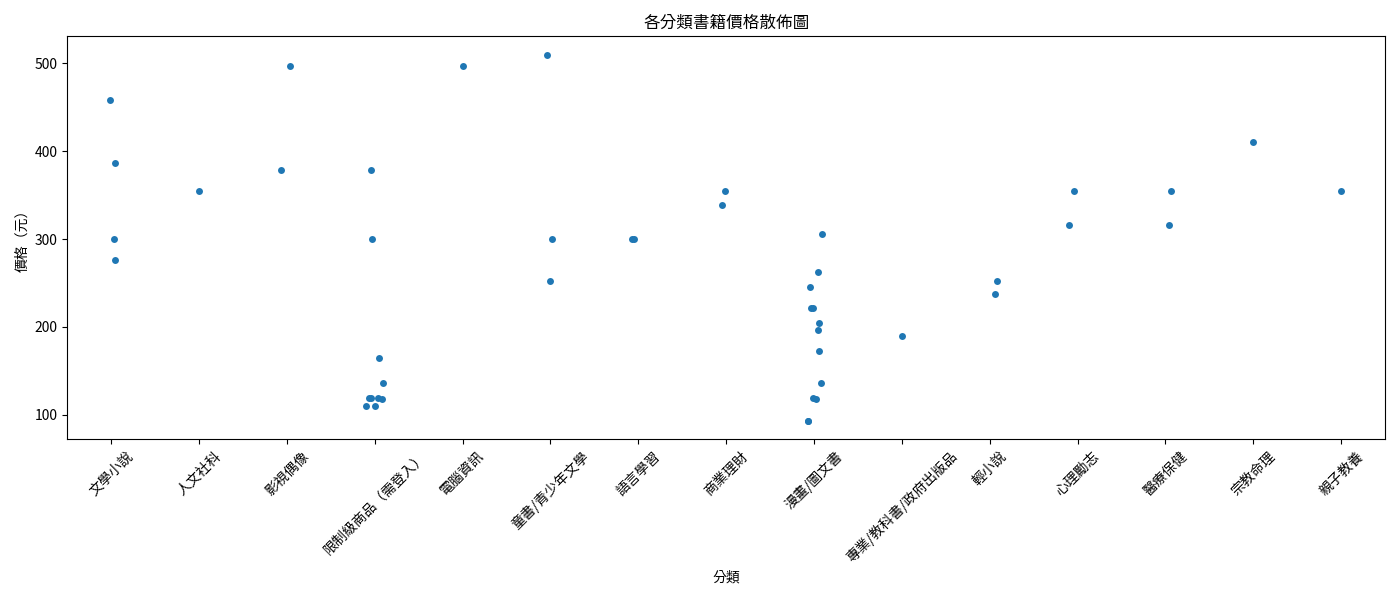 各分類書籍價格散佈圖
價格（元）
500
400
300
200
100
文學小說
人文社科
影視偶像
限制級商品（需登入）
電腦資訊
童書/青少年文學
語言學習
商業理財
漫畫/圖文書
專業/教科書/政府出版品
輕小說
心理勵志
醫療保健
宗教命理
親子教養
分類